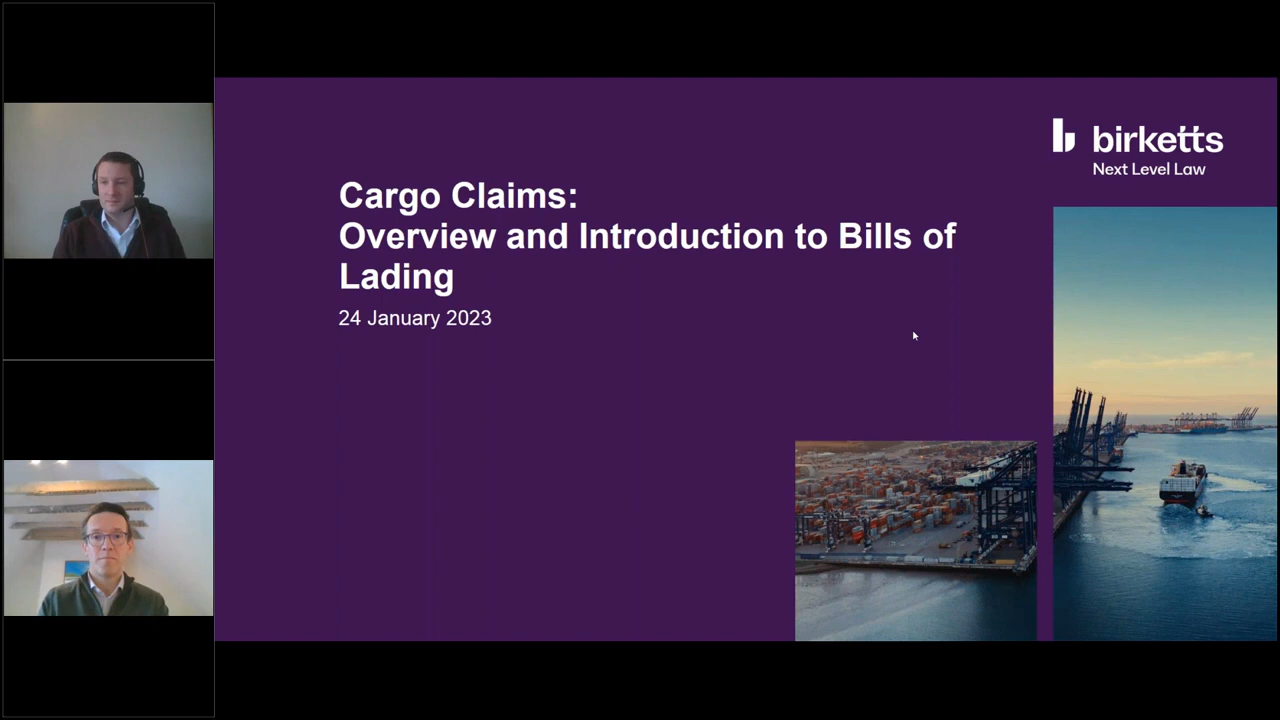 birketts
Next Level Law
Cargo Claims:
Overview and Introduction to Bills of
Lading
24 January 2023